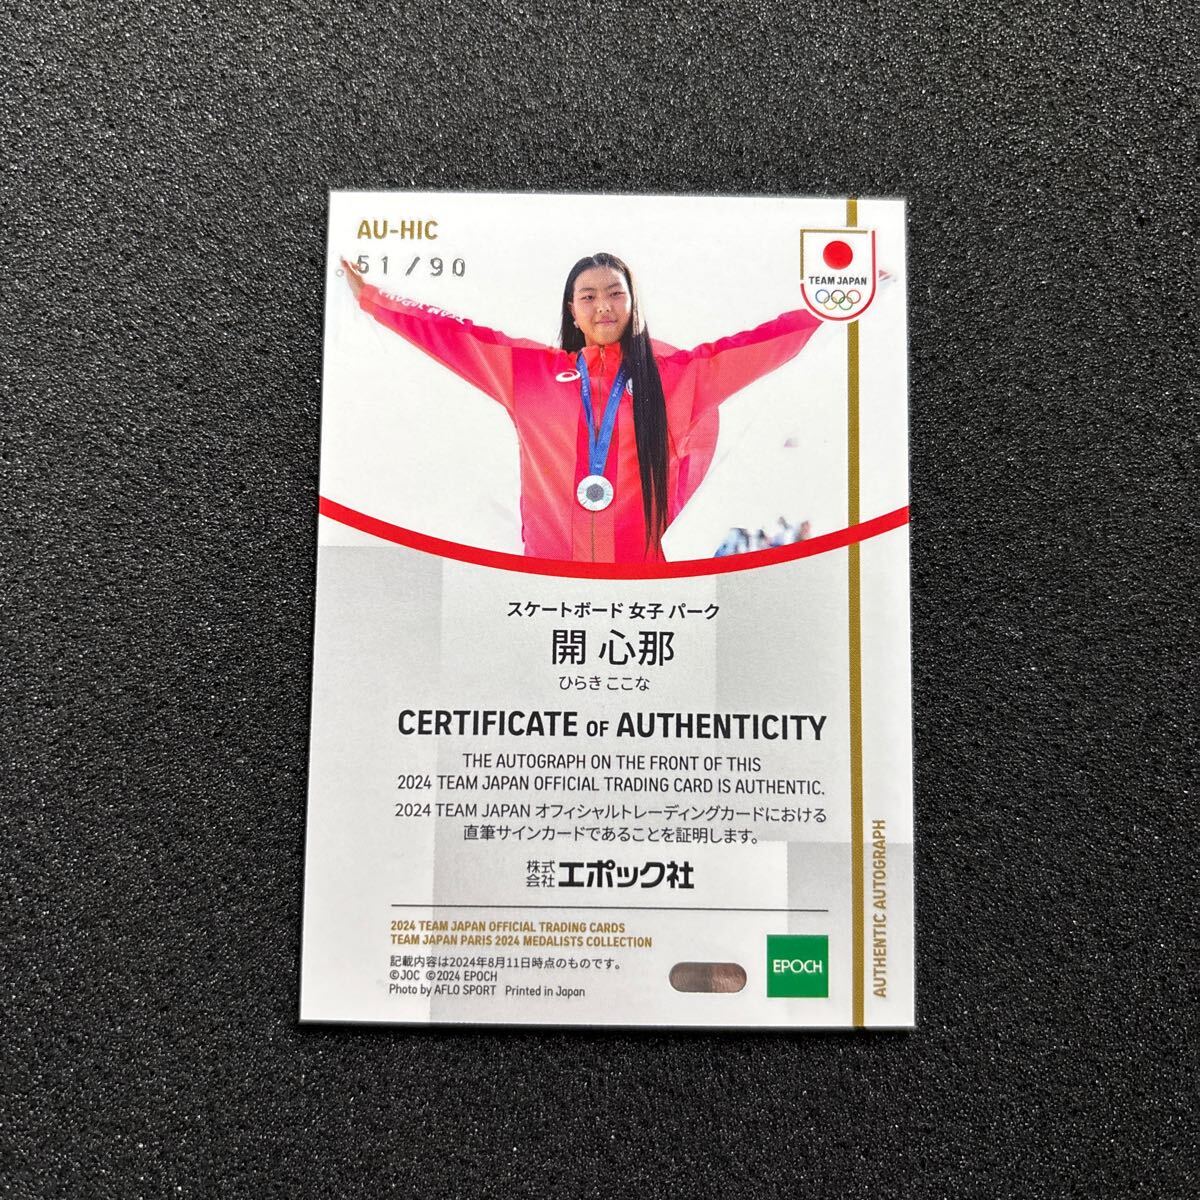 AU-HIC
51/90
TEAM JAPAN
スケートボード 女子 パーク
開 心那
ひらき ここな
CERTIFICATE OF AUTHENTICITY
THE AUTOGRAPH ON THE FRONT OF THIS
2024 TEAM JAPAN OFFICIAL TRADING CARD IS AUTHENTIC.
2024 TEAM JAPAN オフィシャルトレーディングカードにおける
直筆サインカードであることを証明します。
株式会社エポック社
2024 TEAM JAPAN OFFICIAL TRADING CARDS
TEAM JAPAN PARIS 2024 MEDALISTS COLLECTION
記載内容は2024年8月11日時点のものです。
©JOC ©2024 EPOCH
Photo by AFLO SPORT Printed in Japan
EPOCH
AUTHENTIC AUTOGRAPH